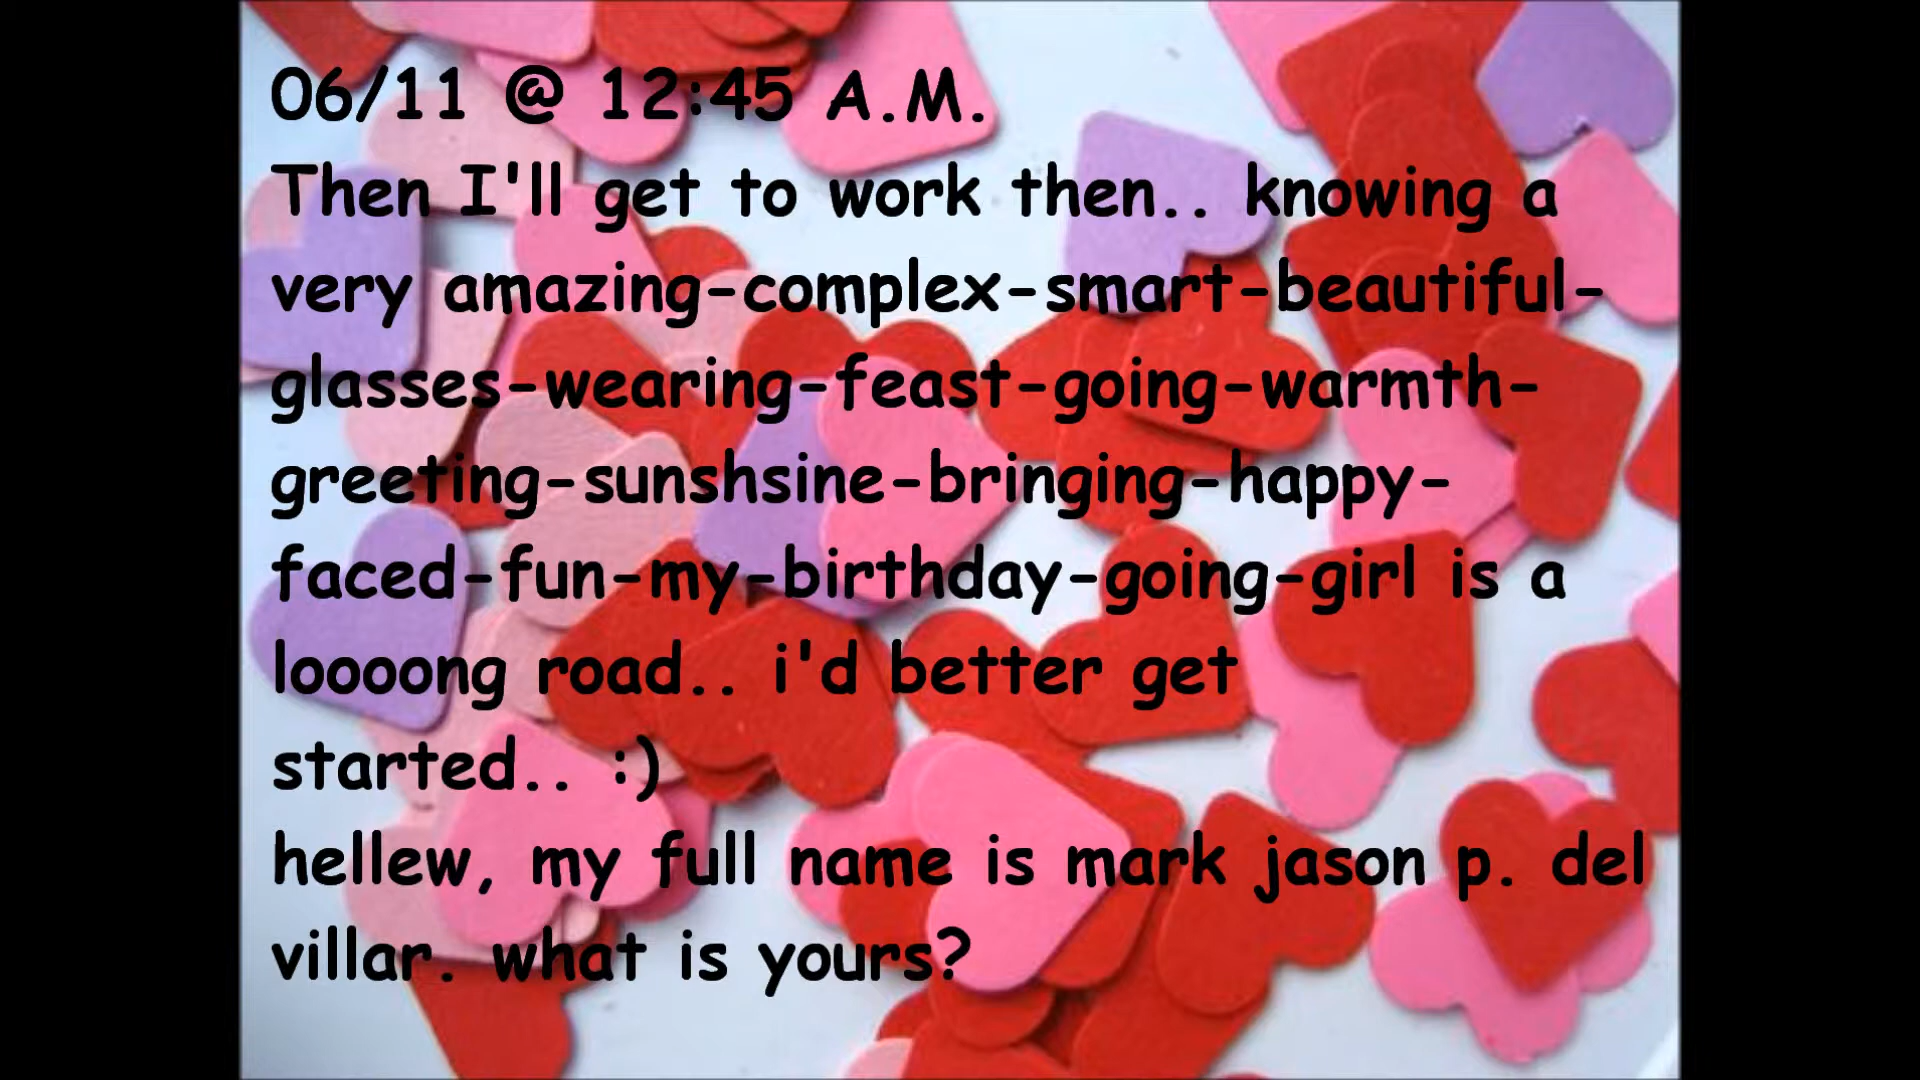 06/11 @ 12:45 A.M.
Then I'll get to work then.. knowing a
very amazing-complex-smart-beautiful-
glasses-wearing-feast-going-warmth-
greeting-sunshsine-bringing-happy-
faced-fun-my-birthday-going-girl is a
loooong road.. i'd better get
started.. :)
hellew, my full name is mark jason p. del
villar. what is yours?